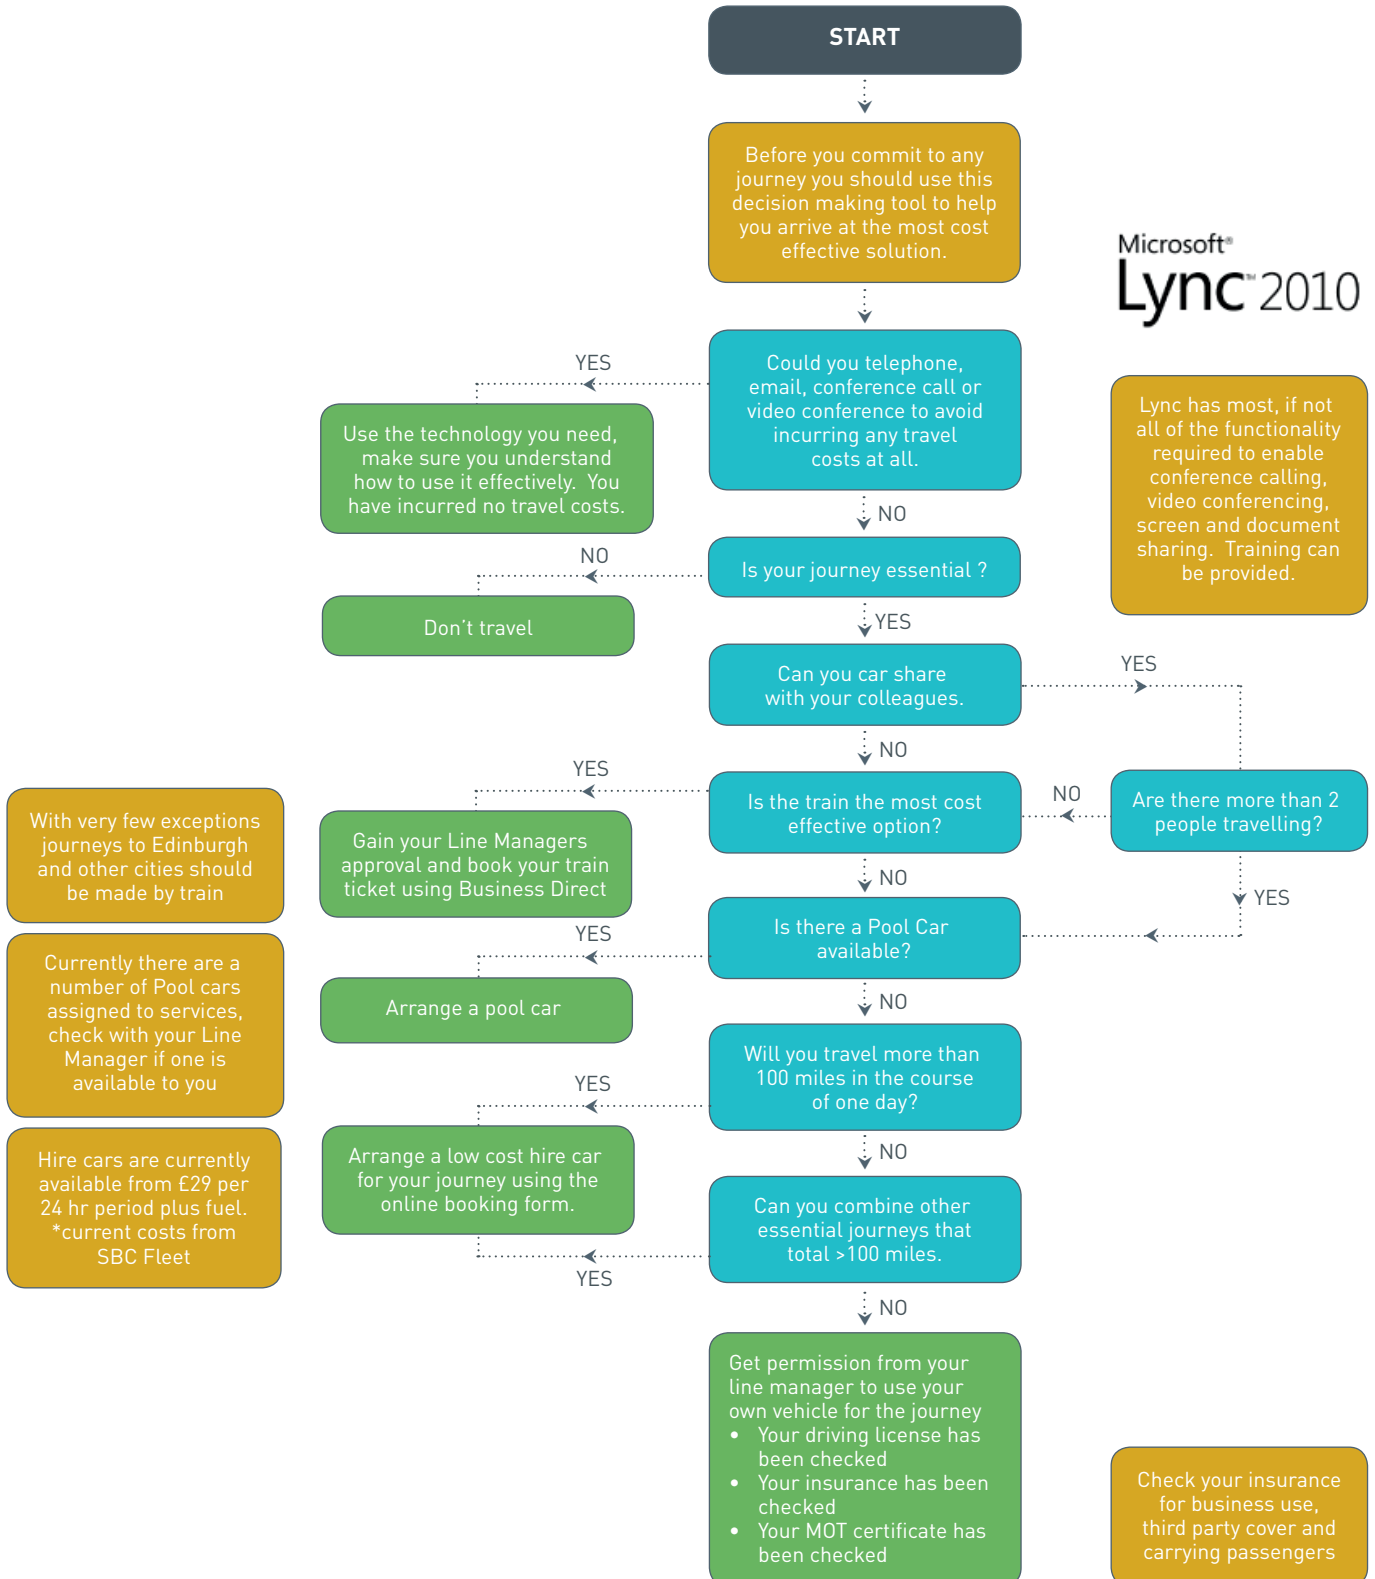 START
Before you commit to any
journey you should use this
decision making tool to help
you arrive at the most cost
effective solution.
Microsoft®
Lync™ 2010
YES
Could you telephone,
email, conference call or
video conference to avoid
incurring any travel
costs at all.
Use the technology you need,
make sure you understand
how to use it effectively.  You
have incurred no travel costs.
Lync has most, if not
all of the functionality
required to enable
conference calling,
video conferencing,
screen and document
sharing.  Training can
be provided.
NO
NO
Is your journey essential ?
Don't travel
YES
Can you car share
with your colleagues.
YES
NO
YES
Is the train the most cost
effective option?
NO
Are there more than 2
people travelling?
With very few exceptions
journeys to Edinburgh
and other cities should
be made by train
Gain your Line Managers
approval and book your train
ticket using Business Direct
NO
YES
Is there a Pool Car
available?
YES
Currently there are a
number of Pool cars
assigned to services,
check with your Line
Manager if one is
available to you
Arrange a pool car
NO
Will you travel more than
100 miles in the course
of one day?
YES
Hire cars are currently
available from £29 per
24 hr period plus fuel.
*current costs from
SBC Fleet
Arrange a low cost hire car
for your journey using the
online booking form.
NO
Can you combine other
essential journeys that
total >100 miles.
YES
NO
Get permission from your
line manager to use your
own vehicle for the journey
• Your driving license has
been checked
• Your insurance has been
checked
• Your MOT certificate has
been checked
Check your insurance
for business use,
third party cover and
carrying passengers